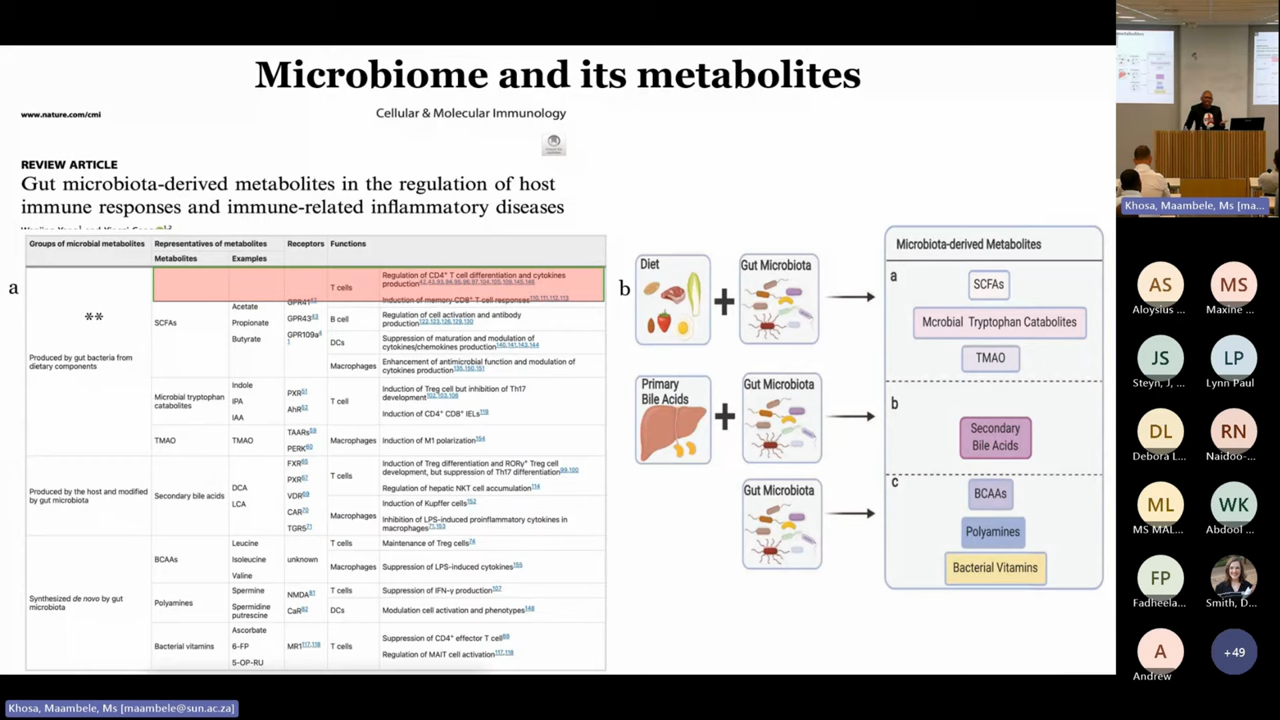 Microbiome and its metabolites
www.nature.com/cmi
Cellular & Molecular Immunology
REVIEW ARTICLE
Gut microbiota-derived metabolites in the regulation of host
immune responses and immune-related inflammatory diseases
a
Groups of microbial metabolites
Representatives of metabolites
Receptors
Functions
Metabolites
Examples
**
Produced by gut bacteria from
dietary components
SCFAs
Acetate
Propionate
Butyrate
GPR41
GPR43
GPR109a
T cells
Regulation of CD4+ T cell differentiation and cytokines
production
Induction of memory CD8+ T cell responses
B cell
Regulation of cell activation and antibody
production
DCs
Suppression of maturation and modulation of
cytokines/chemokines production
Macrophages
Enhancement of antimicrobial function and modulation of
cytokines production
Microbial tryptophan
catabolites
Indole
IPA
IAA
PXR
AhR
T cell
Induction of Treg cell but inhibition of Th17
development
Induction of CD4+ CD8+ IELs
TMAO
TMAO
TAARs
PERK
Macrophages
Induction of M1 polarization
Produced by the host and modified
by gut microbiota
Secondary bile acids
DCA
LCA
FXR
PXR
VDR
CAR
TGR5
T cells
Induction of Treg differentiation and RORγ+ Treg cell
development, but suppression of Th17 differentiation
Regulation of hepatic NKT cell accumulation
Macrophages
Induction of Kupffer cells
Inhibition of LPS-induced proinflammatory cytokines in
macrophages
Synthesized de novo by gut
microbiota
BCAAs
Leucine
Isoleucine
Valine
unknown
T cells
Maintenance of Treg cells
Macrophages
Suppression of LPS-induced cytokines
Polyamines
Spermine
Spermidine
putrescine
NMDA
CaR
T cells
Suppression of IFN-γ production
DCs
Modulation cell activation and phenotypes
Bacterial vitamins
Ascorbate
6-FP
5-OP-RU
MR1
T cells
Suppression of CD4+ effector T cell
Regulation of MAIT cell activation
b
Diet
+
Gut Microbiota
Primary
Bile Acids
+
Gut Microbiota
Gut Microbiota
Microbiota-derived Metabolites
a
SCFAs
Mcrobial Tryptophan Catabolites
TMAO
b
Secondary
Bile Acids
c
BCAAs
Polyamines
Bacterial Vitamins
Khosa, Maambele, Ms [ma...
AS
Aloysius ...
MS
Maxine ...
JS
Steyn, J, ...
LP
Lynn Paul
DL
Debora L...
RN
Naidoo-...
ML
MS MAL...
WK
Abdool ...
FP
Fadheela...
Smith, D...
A
Andrew
+49
Khosa, Maambele, Ms [maambele@sun.ac.za]